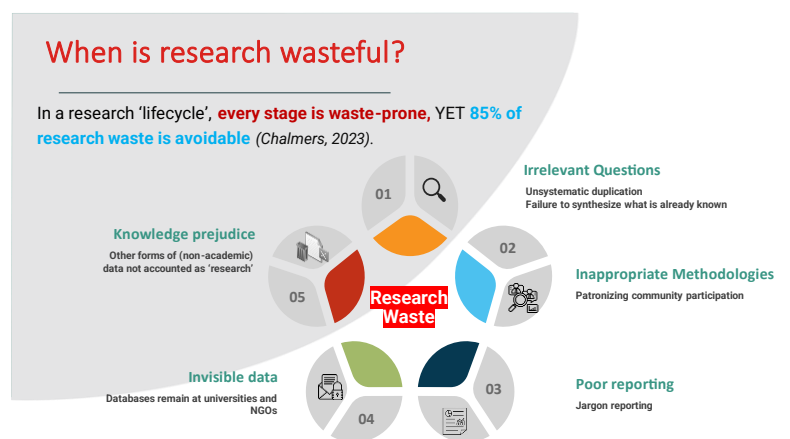 When is research wasteful?
In a research ‘lifecycle’, every stage is waste-prone, YET 85% of
research waste is avoidable (Chalmers, 2023).
01
Irrelevant Questions
Unsystematic duplication
Failure to synthesize what is already known
02
Inappropriate Methodologies
Patronizing community participation
03
Poor reporting
Jargon reporting
04
Invisible data
Databases remain at universities and
NGOs
05
Knowledge prejudice
Other forms of (non-academic)
data not accounted as ‘research’
Research
Waste